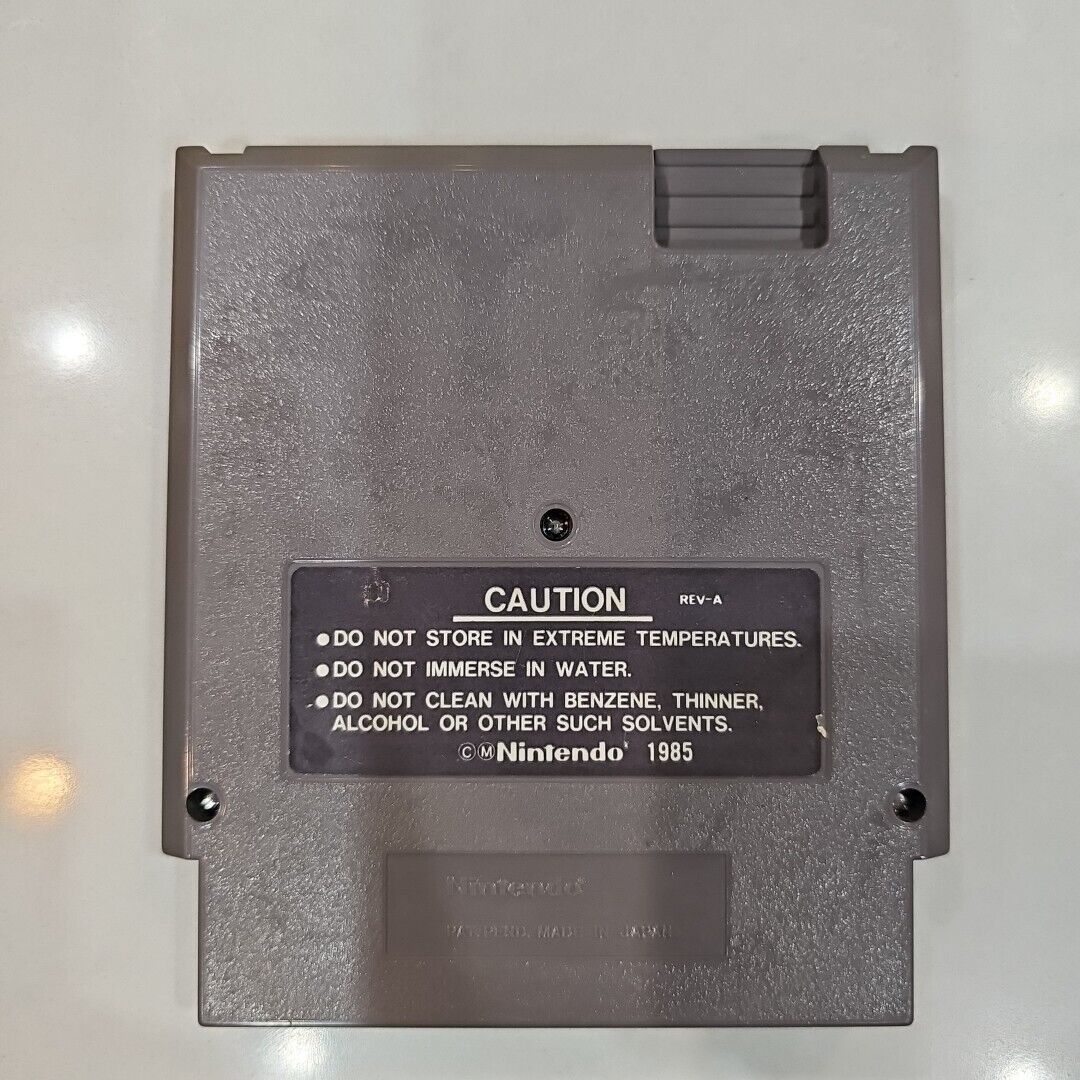 CAUTION REV-A
●DO NOT STORE IN EXTREME TEMPERATURES.
●DO NOT IMMERSE IN WATER.
●DO NOT CLEAN WITH BENZENE, THINNER,
ALCOHOL OR OTHER SUCH SOLVENTS.
©Ⓜ Nintendo® 1985
Nintendo®
PAT. PEND. MADE IN JAPAN